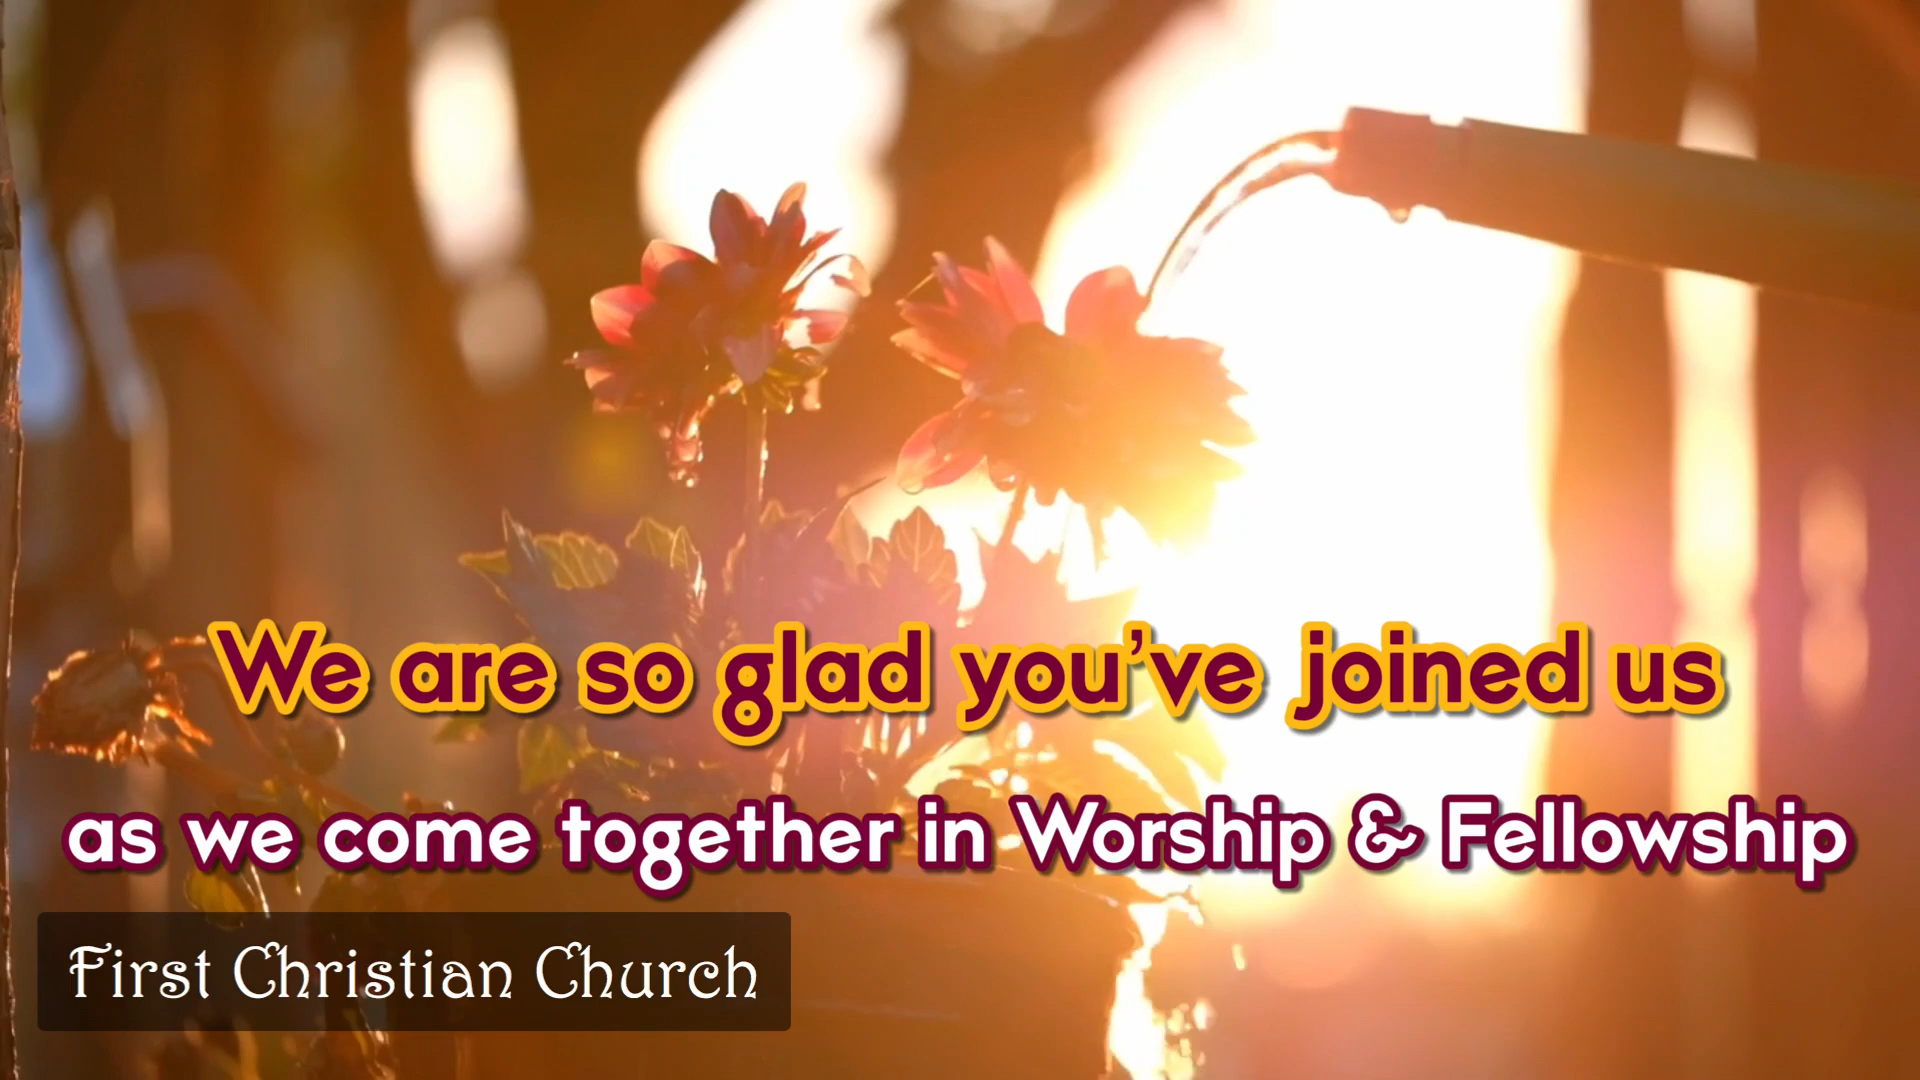 We are so glad you've joined us
as we come together in Worship & Fellowship
First Christian Church